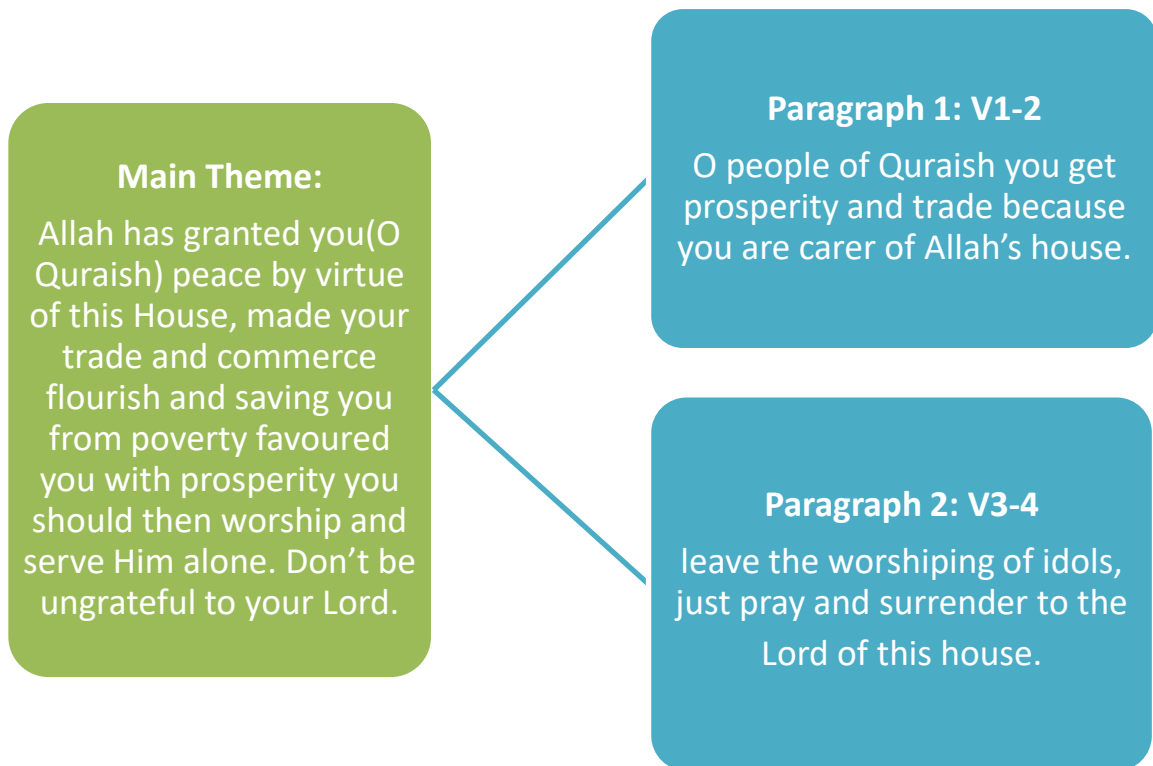 Main Theme:
Allah has granted you(O
Quraish) peace by virtue
of this House, made your
trade and commerce
flourish and saving you
from poverty favoured
you with prosperity you
should then worship and
serve Him alone. Don’t be
ungrateful to your Lord.
Paragraph 1: V1-2
O people of Quraish you get
prosperity and trade because
you are carer of Allah’s house.
Paragraph 2: V3-4
leave the worshiping of idols,
just pray and surrender to the
Lord of this house.